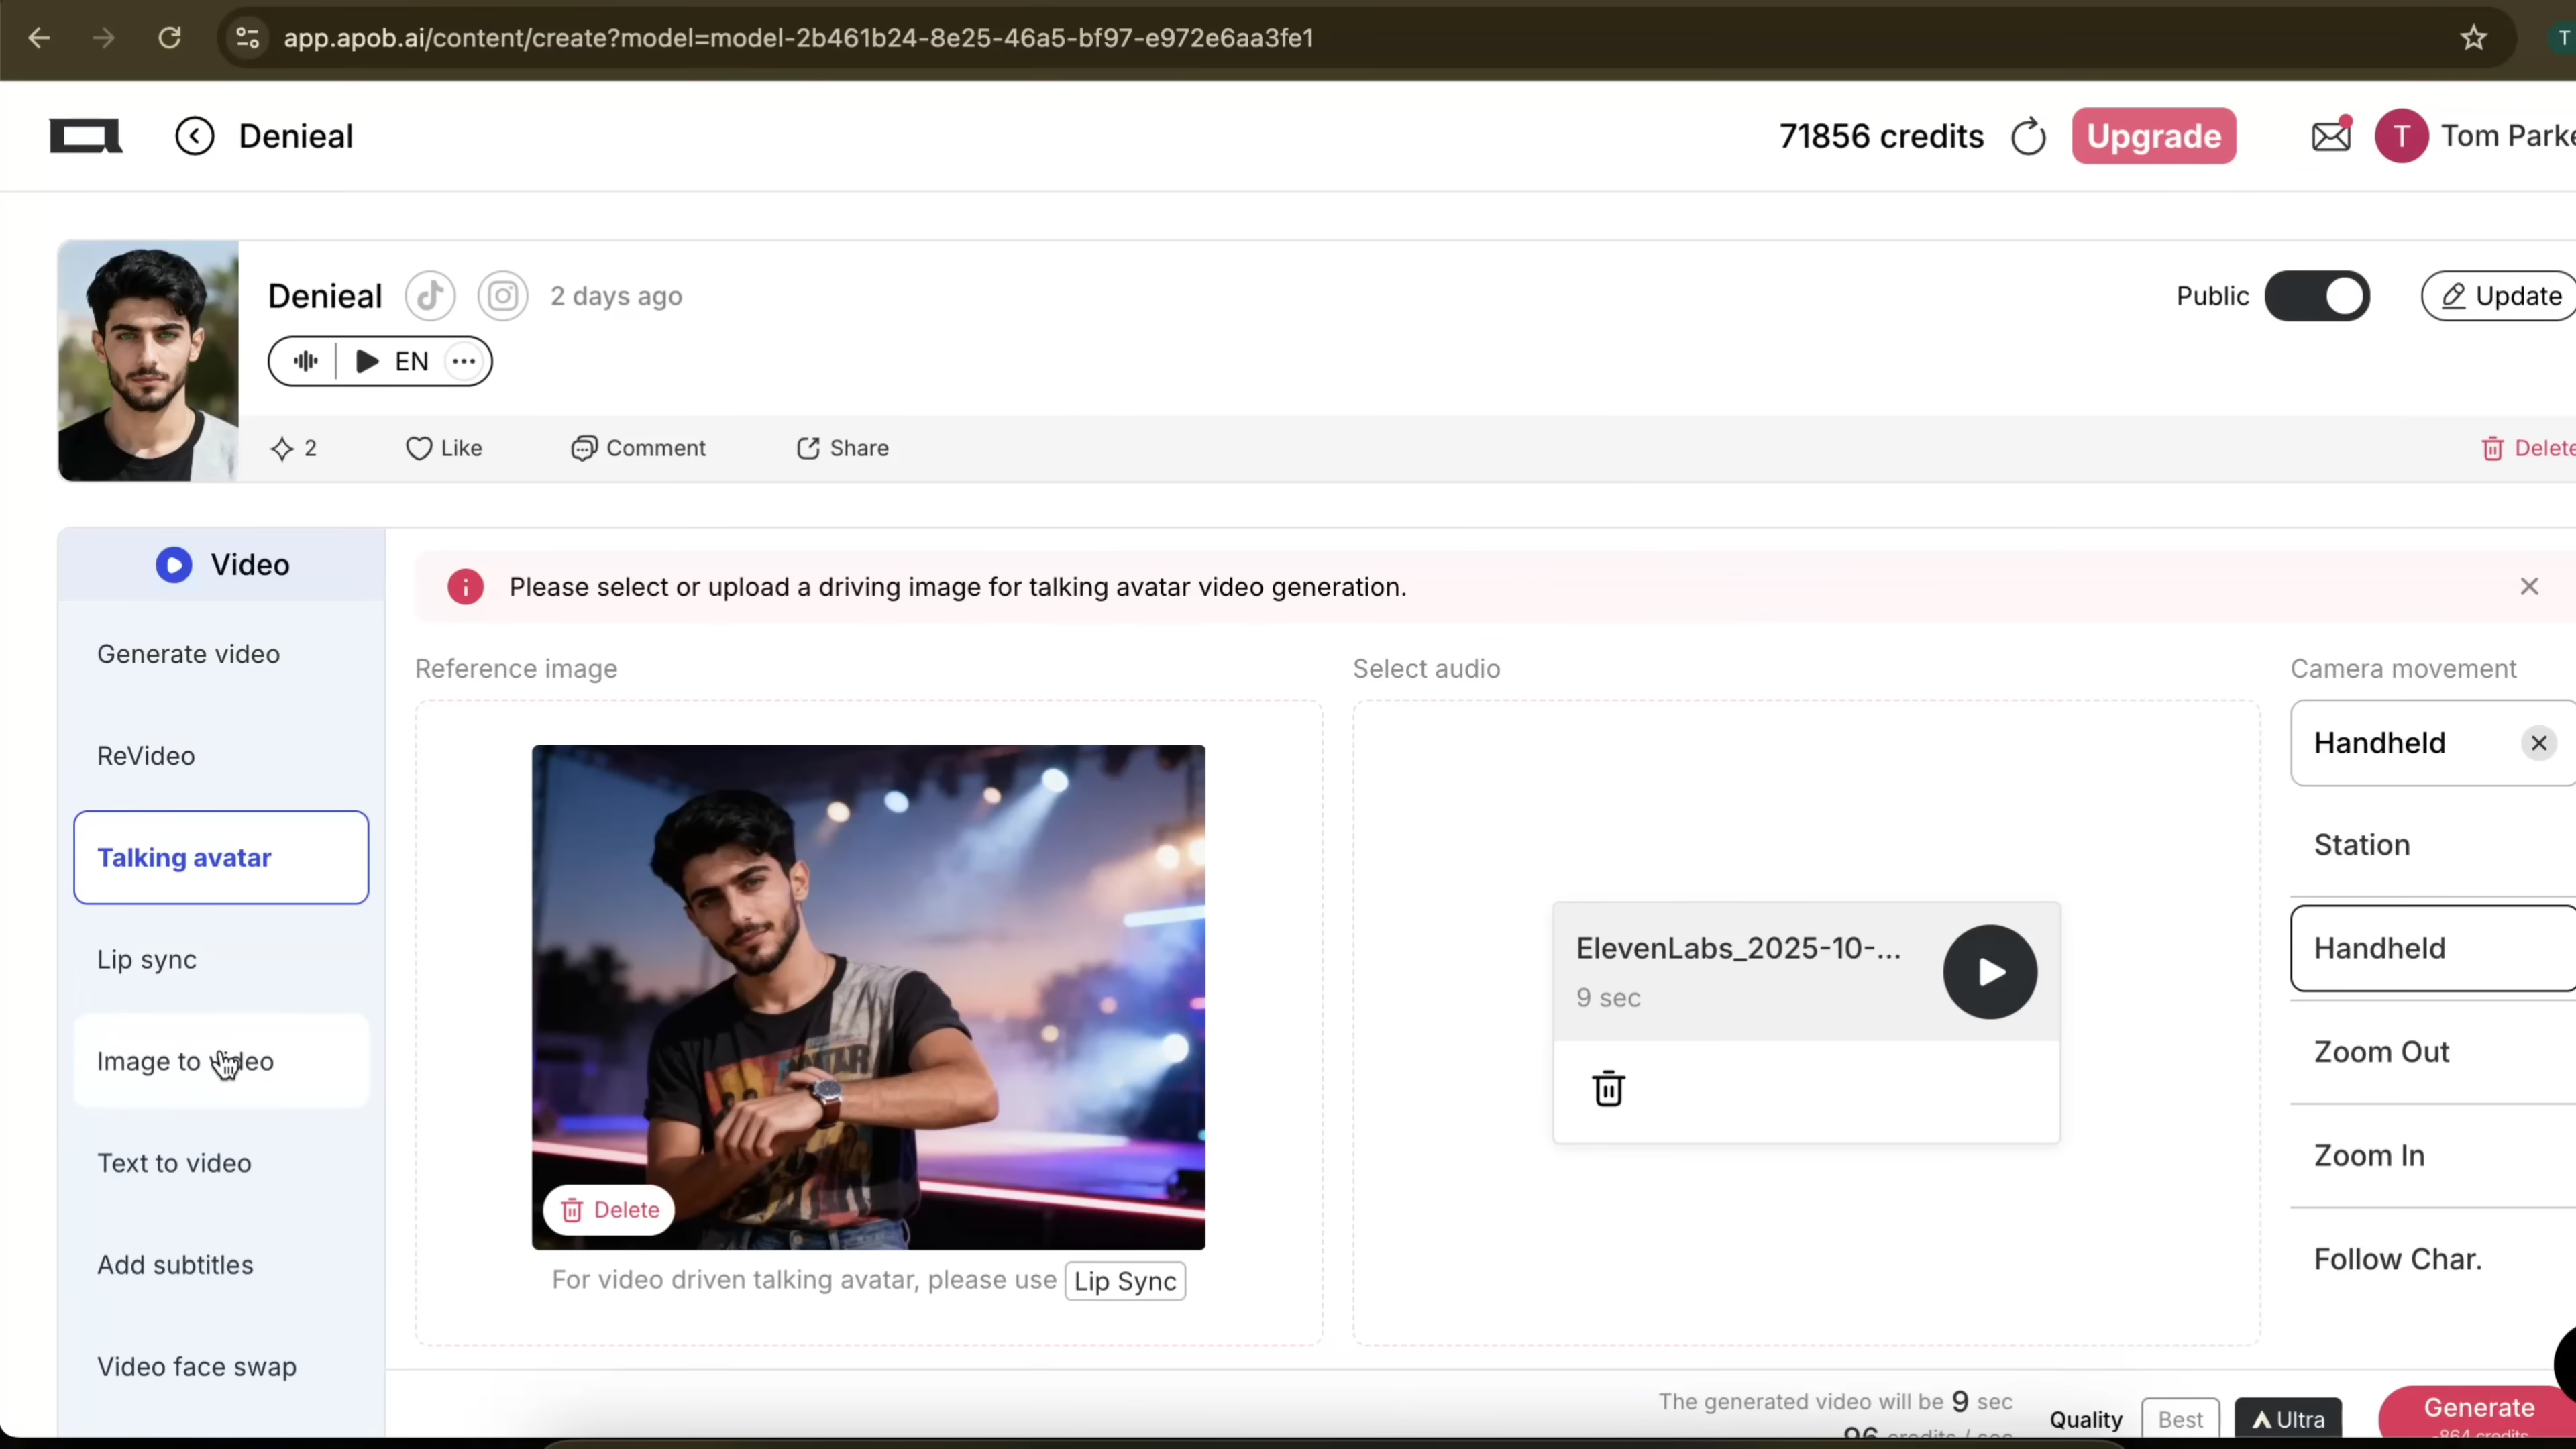 app.apob.ai/content/create?model=model-2b461b24-8e25-46a5-bf97-e972e6aa3fe1
T
Denieal
71856 credits
Upgrade
T
Tom Parke
Denieal
2 days ago
Public
Update
EN
2
Like
Comment
Share
Delete
Video
Please select or upload a driving image for talking avatar video generation.
Generate video
ReVideo
Talking avatar
Lip sync
Image to video
Text to video
Add subtitles
Video face swap
Reference image
Delete
For video driven talking avatar, please use Lip Sync
Select audio
ElevenLabs_2025-10-...
9 sec
Camera movement
Handheld
Station
Handheld
Zoom Out
Zoom In
Follow Char.
The generated video will be 9 sec
96 credits / sec
Quality
Best
Ultra
Generate
-864 credits